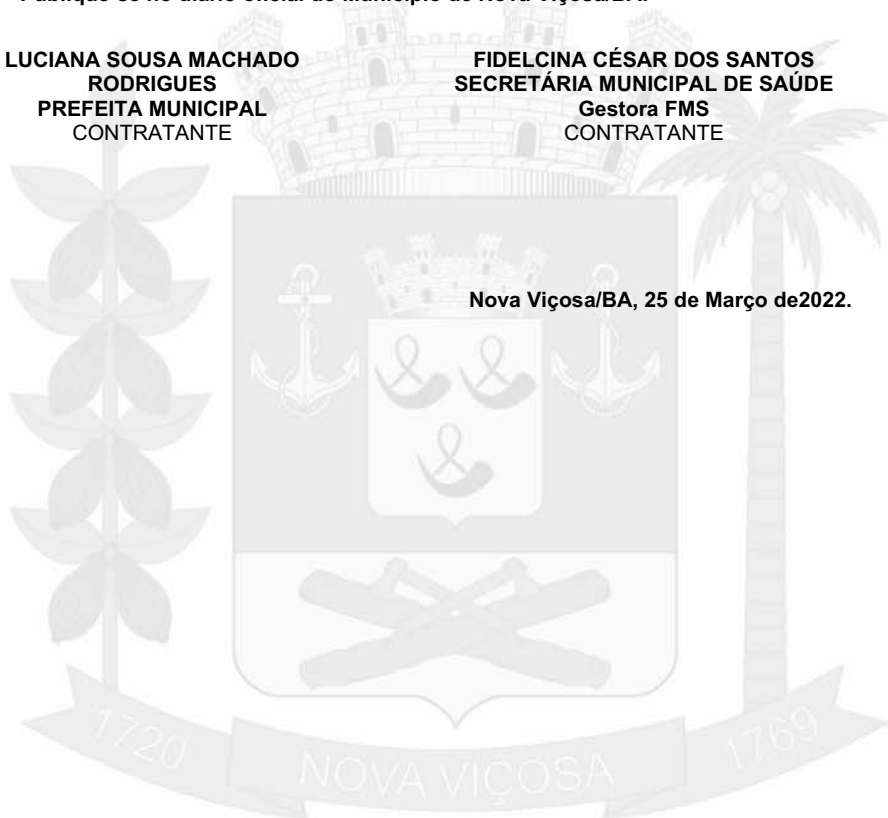 LUCIANA SOUSA MACHADO
RODRIGUES
PREFEITA MUNICIPAL
CONTRATANTE
FIDELCINA CÉSAR DOS SANTOS
SECRETÁRIA MUNICIPAL DE SAÚDE
Gestora FMS
CONTRATANTE
Nova Viçosa/BA, 25 de Março de2022.
1720
NOVA VIÇOSA
1769